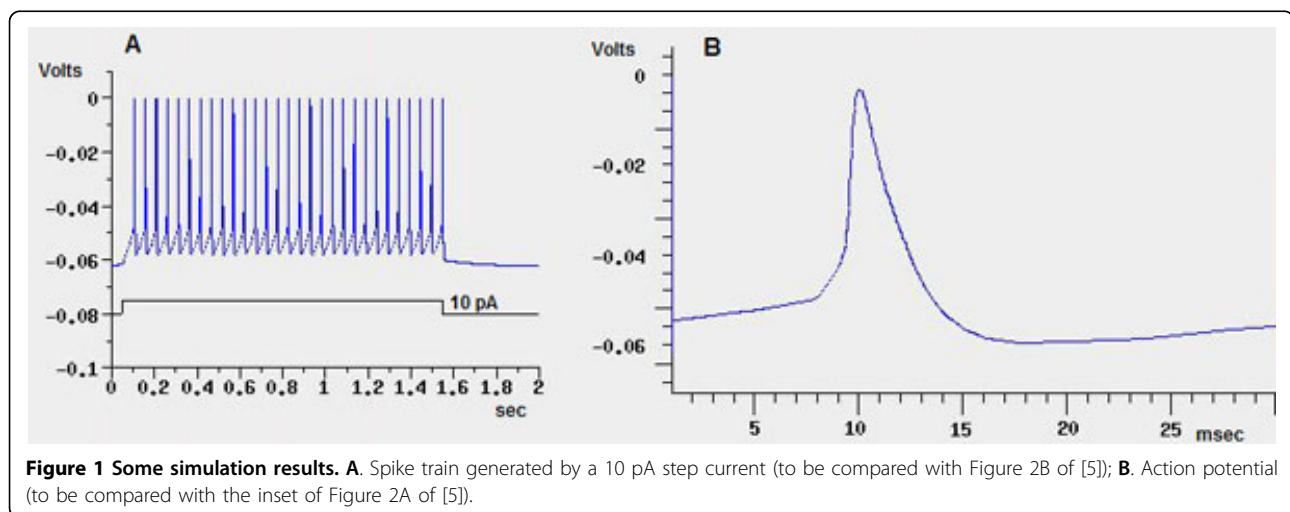 A
Volts
0
−0.02
−0.04
−0.06
−0.08
−0.1
10 pA
0 0.2 0.4 0.6 0.8 1 1.2 1.4 1.6 1.8 2
sec
B
Volts
0
−0.02
−0.04
−0.06
5 10 15 20 25 msec
Figure 1 Some simulation results. A. Spike train generated by a 10 pA step current (to be compared with Figure 2B of [5]); B. Action potential
(to be compared with the inset of Figure 2A of [5]).